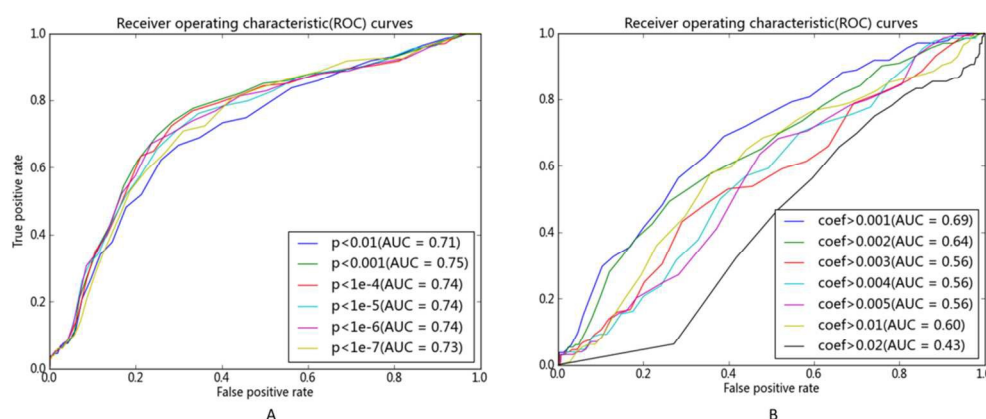 Receiver operating characteristic(ROC) curves
1.0
0.8
0.6
0.4
0.2
0.0
True positive rate
0.0 0.2 0.4 0.6 0.8 1.0
False positive rate
p<0.01(AUC = 0.71)
p<0.001(AUC = 0.75)
p<1e-4(AUC = 0.74)
p<1e-5(AUC = 0.74)
p<1e-6(AUC = 0.74)
p<1e-7(AUC = 0.73)
A
Receiver operating characteristic(ROC) curves
1.0
0.8
0.6
0.4
0.2
0.0
0.0 0.2 0.4 0.6 0.8 1.0
False positive rate
coef>0.001(AUC = 0.69)
coef>0.002(AUC = 0.64)
coef>0.003(AUC = 0.56)
coef>0.004(AUC = 0.56)
coef>0.005(AUC = 0.56)
coef>0.01(AUC = 0.60)
coef>0.02(AUC = 0.43)
B